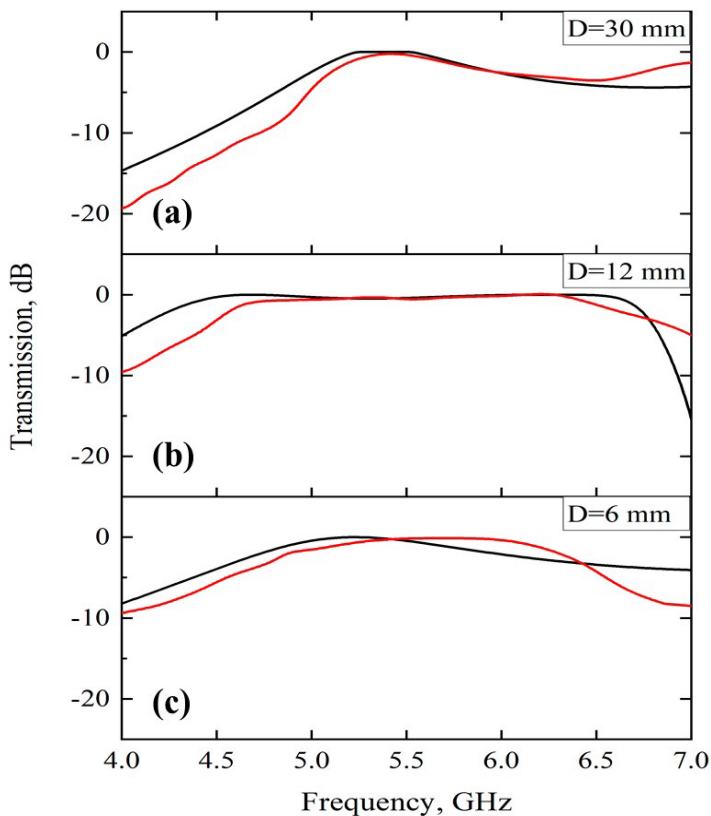 D=30 mm
0
-10
-20
(a)
D=12 mm
0
-10
-20
(b)
D=6 mm
0
-10
-20
(c)
Transmission, dB
4.0 4.5 5.0 5.5 6.0 6.5 7.0
Frequency, GHz